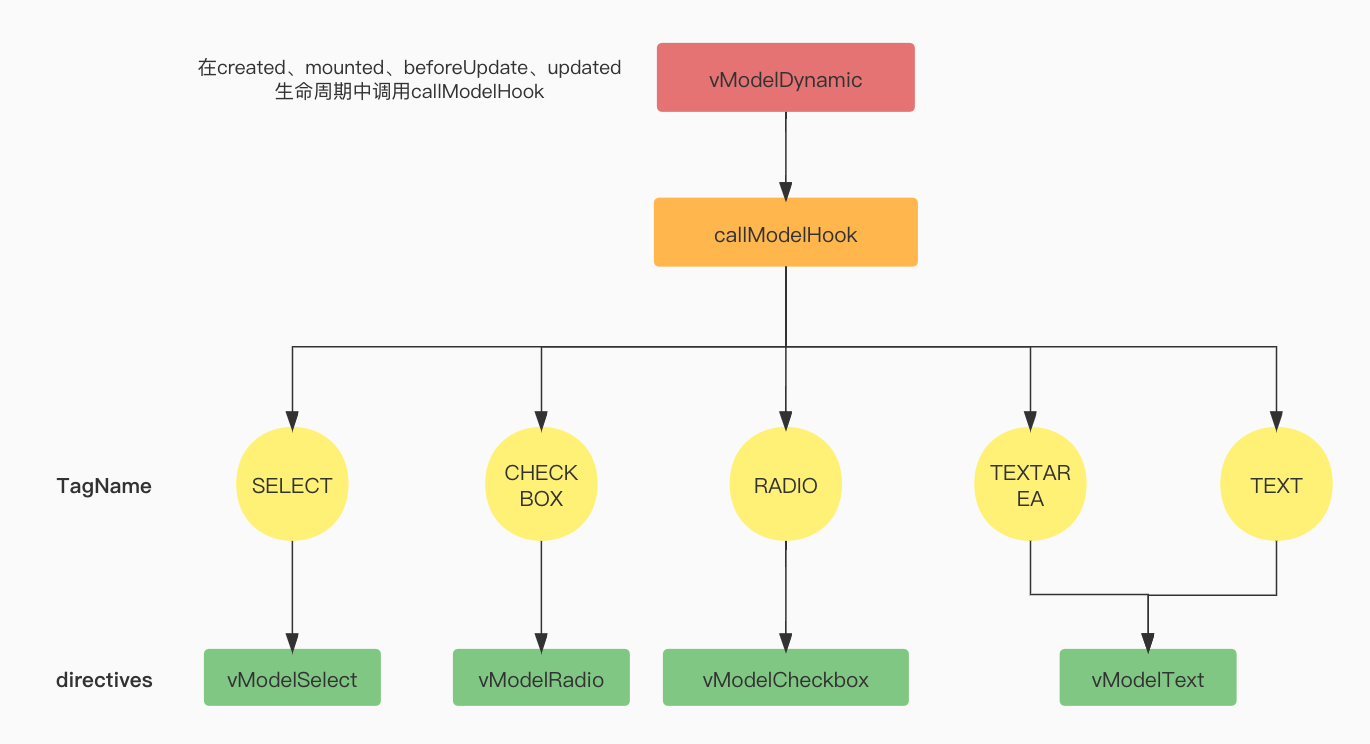 在created、mounted、beforeUpdate、updated
生命周期中调用callModelHook
vModelDynamic
callModelHook
TagName
SELECT
CHECK
BOX
RADIO
TEXTAR
EA
TEXT
directives
vModelSelect
vModelRadio
vModelCheckbox
vModelText